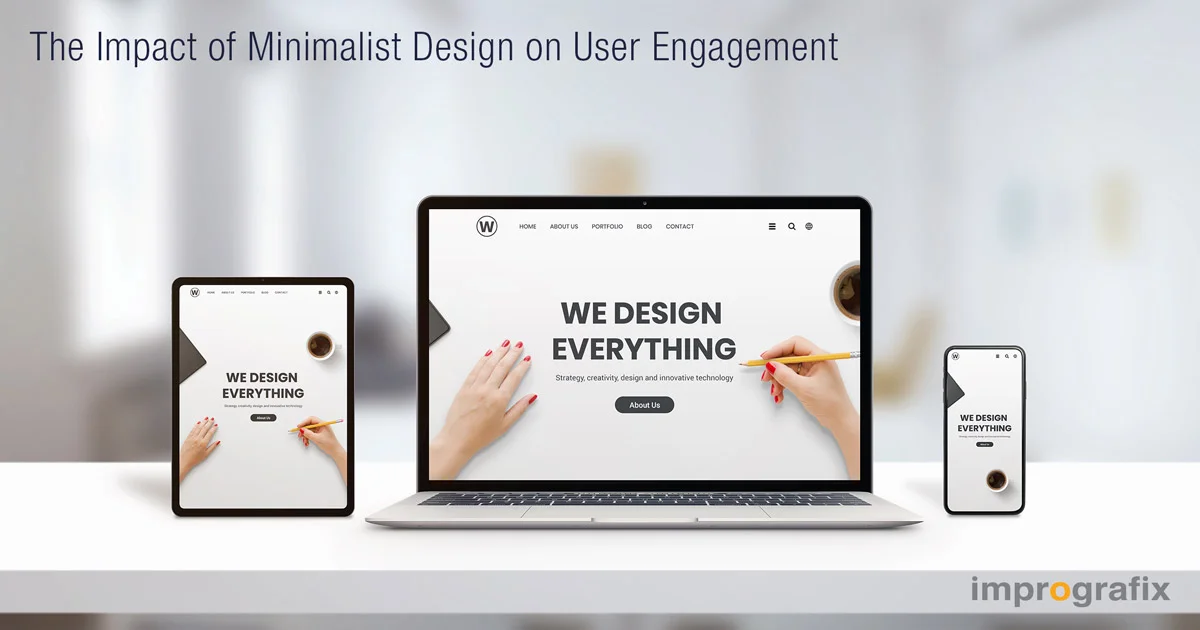 The Impact of Minimalist Design on User Engagement
W HOME ABOUT US PORTFOLIO BLOG CONTACT
WE DESIGN
EVERYTHING
Strategy, creativity, design and innovative technology
About Us
W HOME ABOUT US PORTFOLIO BLOG CONTACT
WE DESIGN
EVERYTHING
Strategy, creativity, design and innovative technology
About Us
W
WE DESIGN
EVERYTHING
Strategy, creativity, design and innovative technology
About Us
imprografix